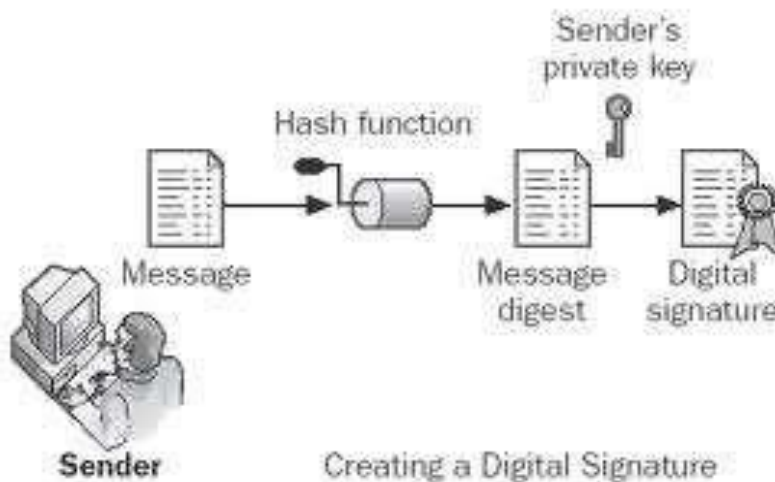 Sender's
private key
Hash function
Message
Message
digest
Digital
signature
Sender
Creating a Digital Signature